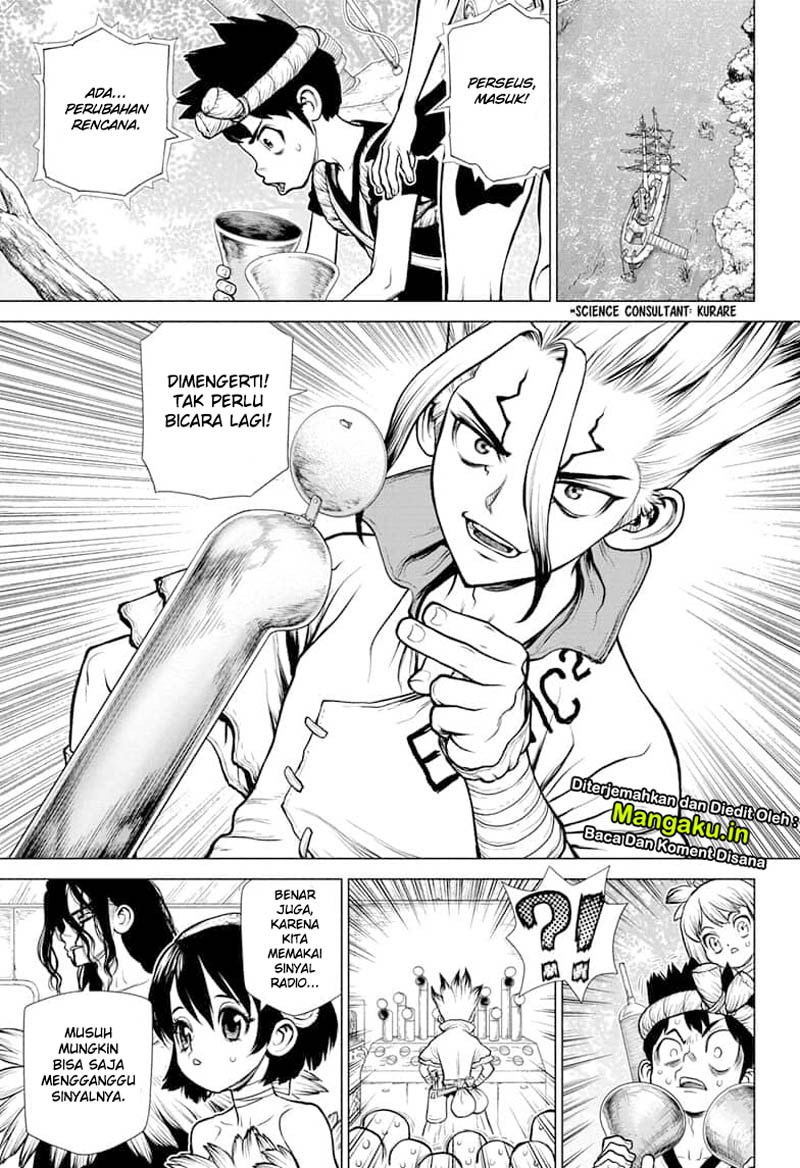 PERSEUS,
MASUK!
ADA...
PERUBAHAN
RENCANA.
-SCIENCE CONSULTANT: KURARE
DIMENGERTI!
TAK PERLU
BICARA LAGI!
E=MC²
Diterjemahkan dan Diedit Oleh :
Mangaku.in
Baca Dan Koment Disana
?!
BENAR
JUGA,
KARENA
KITA
MEMAKAI
SINYAL
RADIO...
MUSUH
MUNGKIN
BISA SAJA
MENGGANGGU
SINYALNYA.